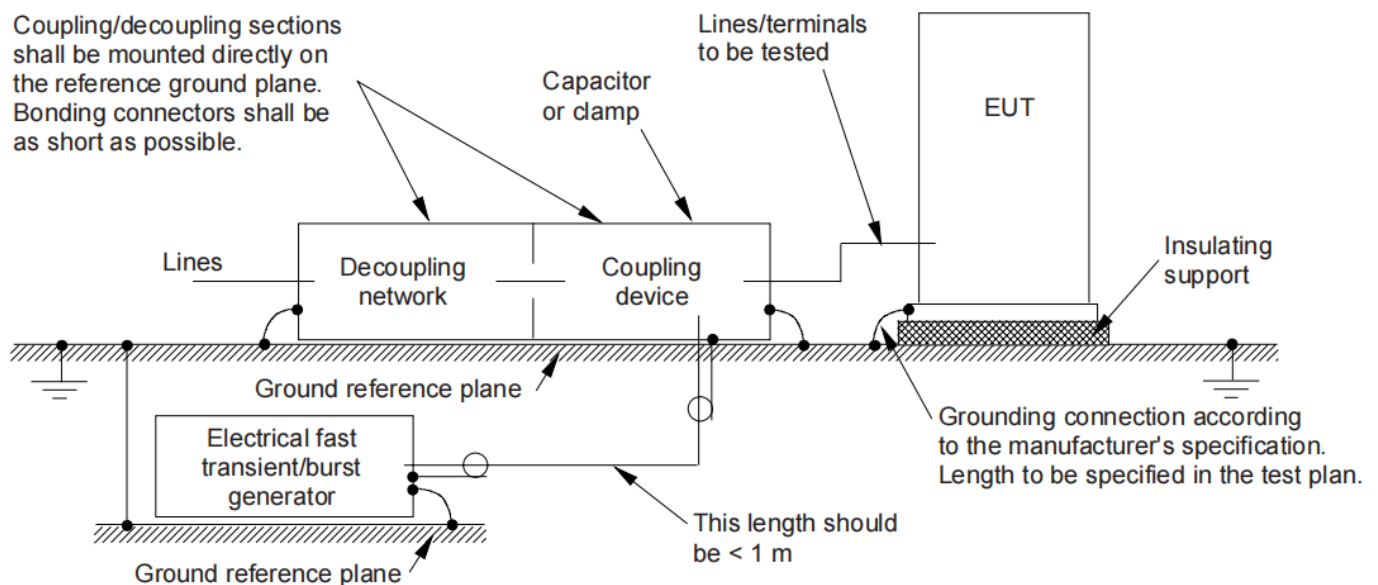 Coupling/decoupling sections
shall be mounted directly on
the reference ground plane.
Bonding connectors shall be
as short as possible.
Capacitor
or clamp
Lines/terminals
to be tested
EUT
Insulating
support
Lines
Decoupling
network
Coupling
device
Ground reference plane
Electrical fast
transient/burst
generator
Grounding connection according
to the manufacturer's specification.
Length to be specified in the test plan.
This length should
be < 1 m
Ground reference plane